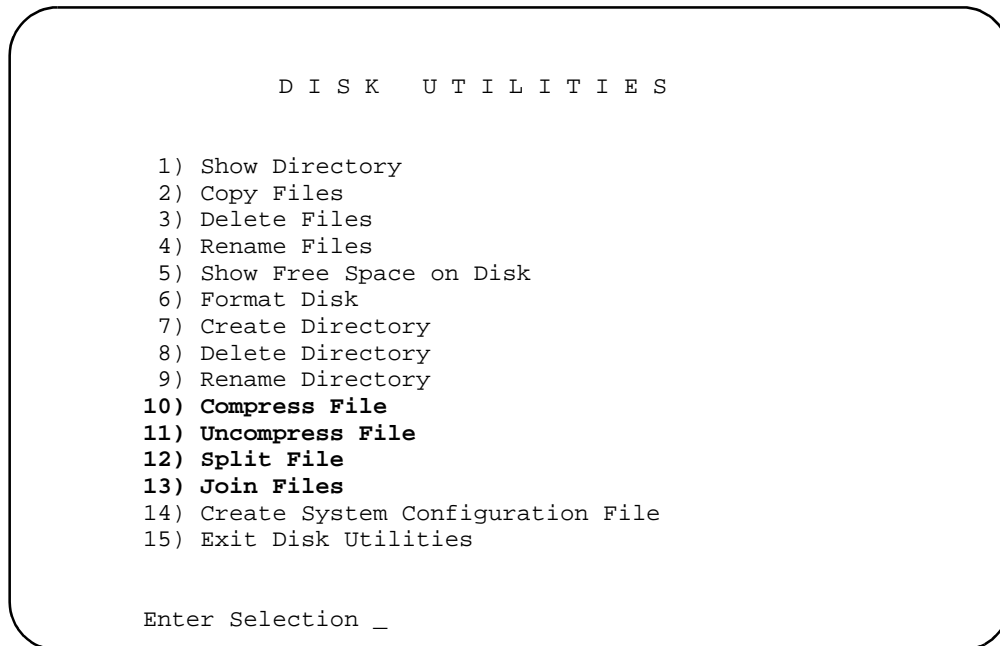 D I S K   U T I L I T I E S
1) Show Directory
2) Copy Files
3) Delete Files
4) Rename Files
5) Show Free Space on Disk
6) Format Disk
7) Create Directory
8) Delete Directory
9) Rename Directory
10) Compress File
11) Uncompress File
12) Split File
13) Join Files
14) Create System Configuration File
15) Exit Disk Utilities
Enter Selection _